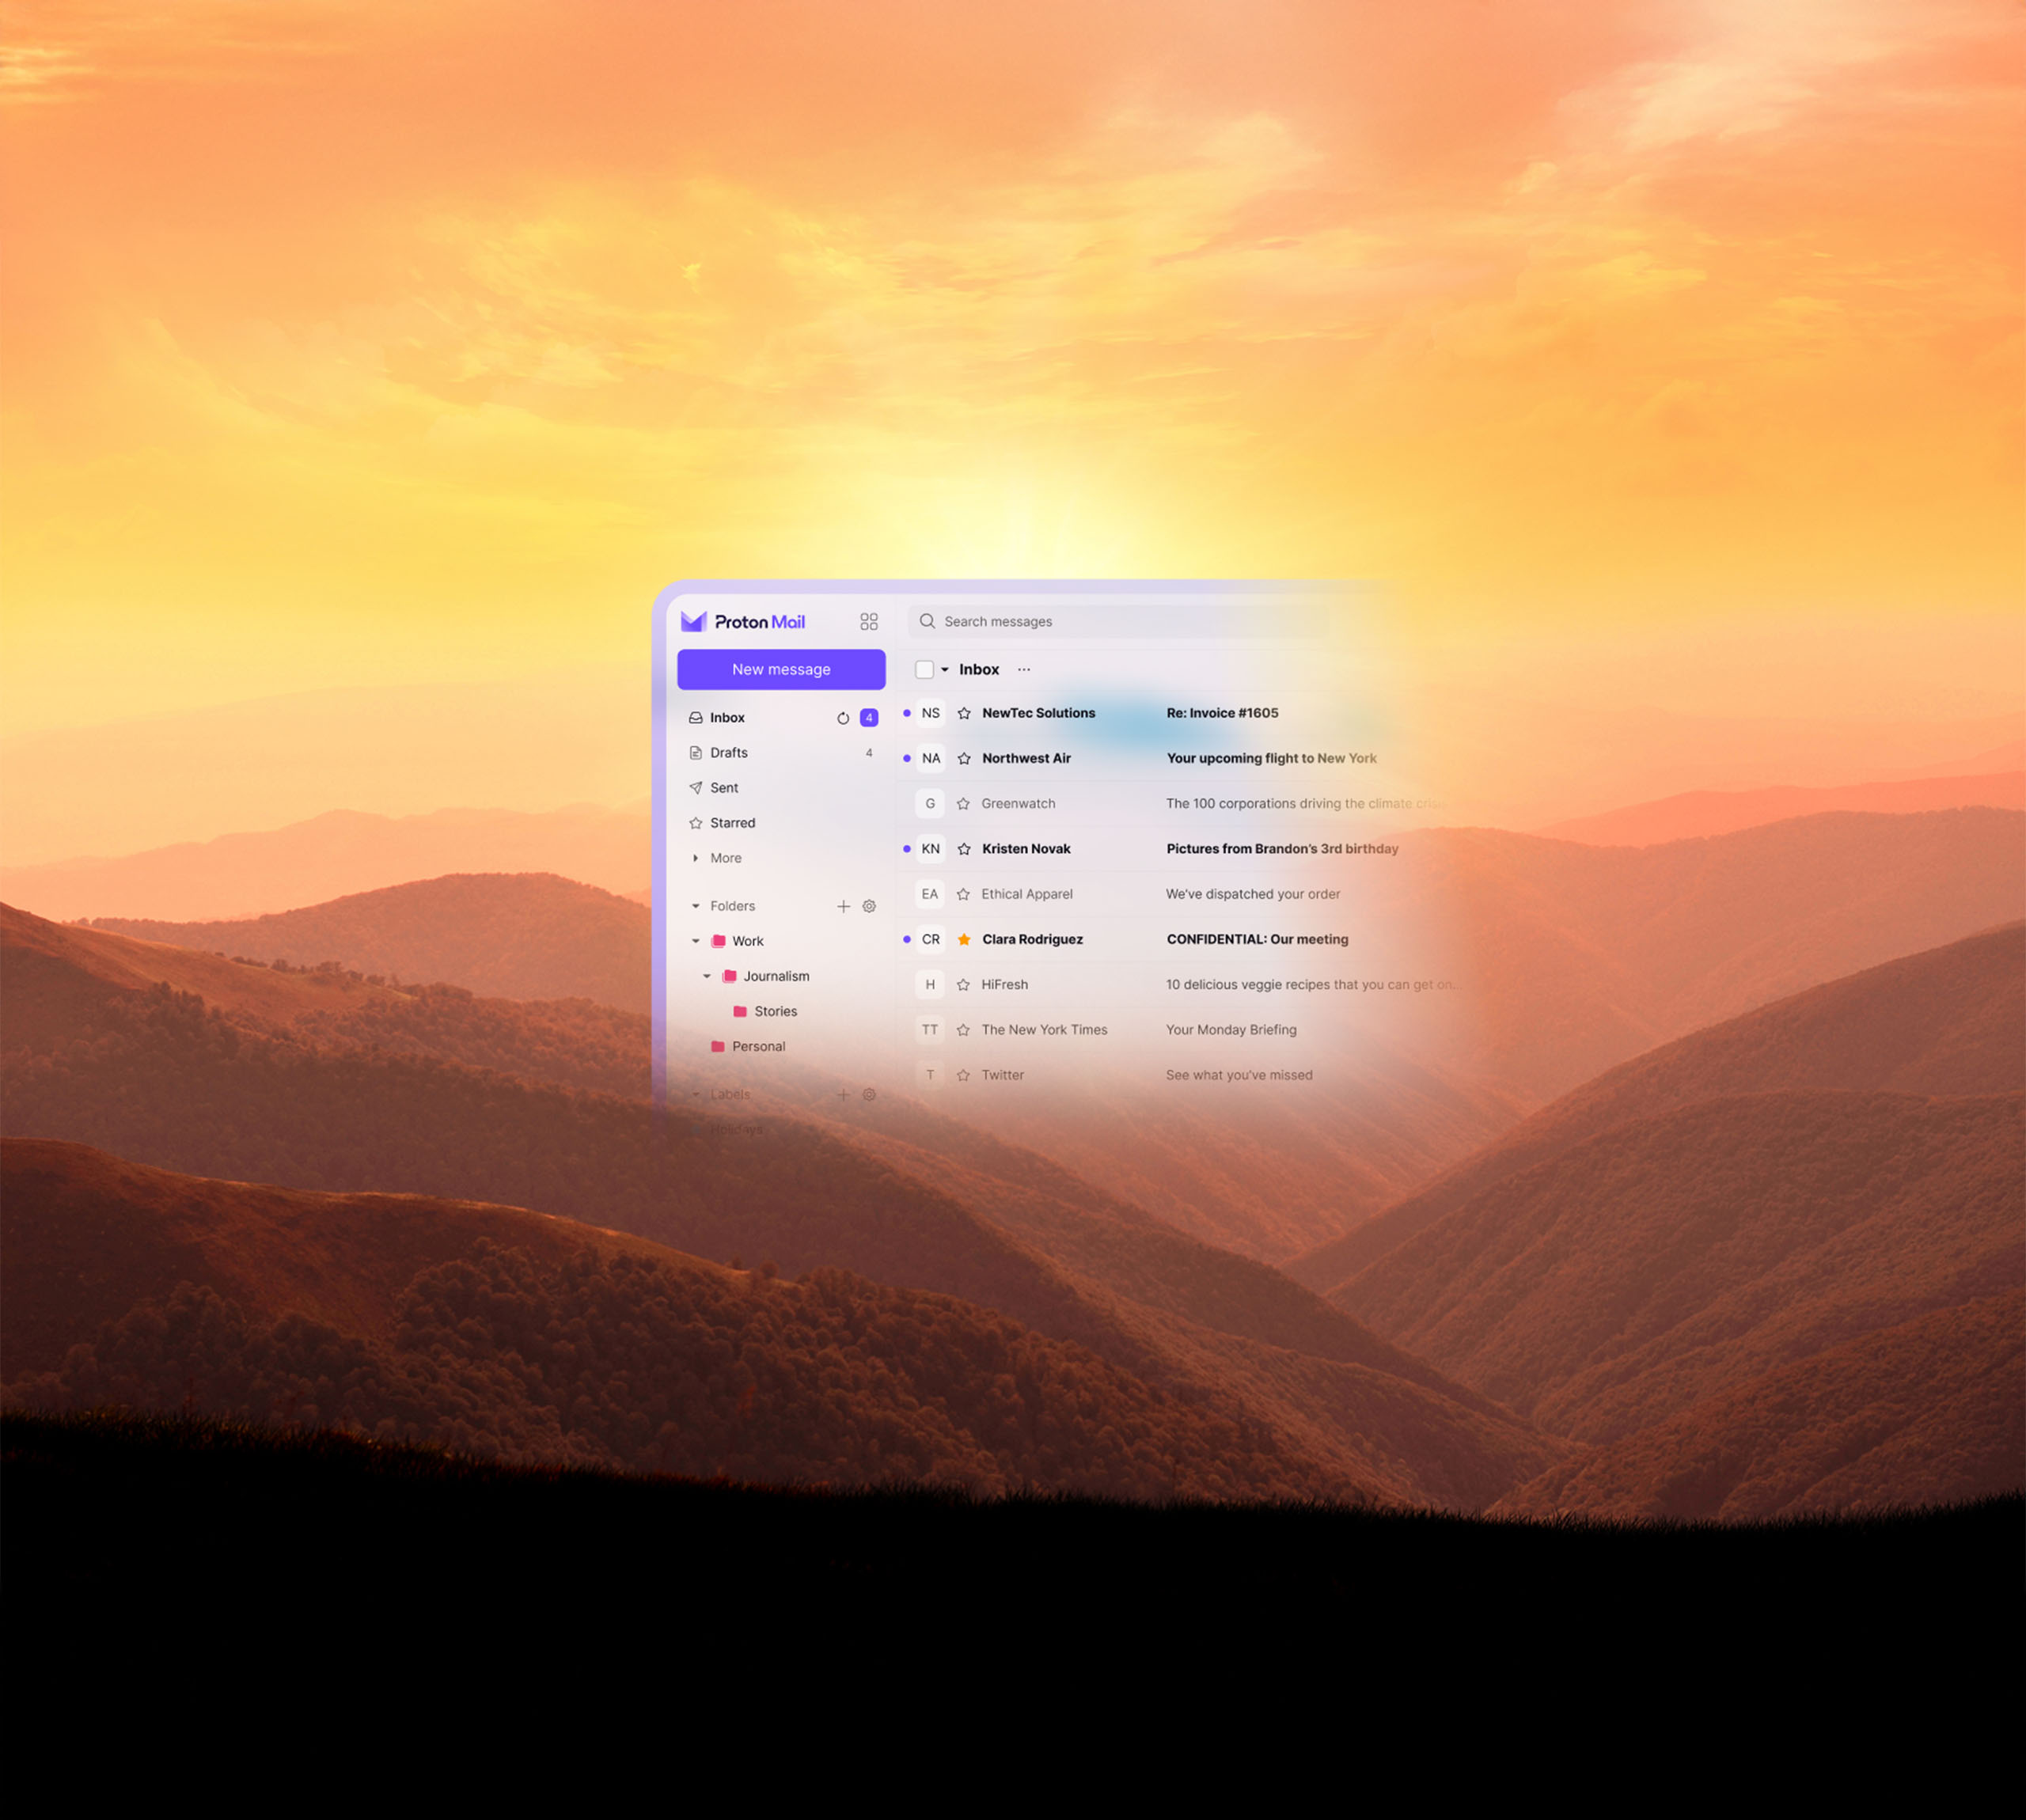 Proton Mail
New message
Inbox 4
Drafts 4
Sent
Starred
More
Folders
Work
Journalism
Stories
Personal
Labels
Holidays
Search messages
Inbox ...
NS NewTec Solutions Re: Invoice #1605
NA Northwest Air Your upcoming flight to New York
G Greenwatch The 100 corporations driving the climate crisis
KN Kristen Novak Pictures from Brandon's 3rd birthday
EA Ethical Apparel We've dispatched your order
CR Clara Rodriguez CONFIDENTIAL: Our meeting
H HiFresh 10 delicious veggie recipes that you can get on...
TT The New York Times Your Monday Briefing
T Twitter See what you've missed